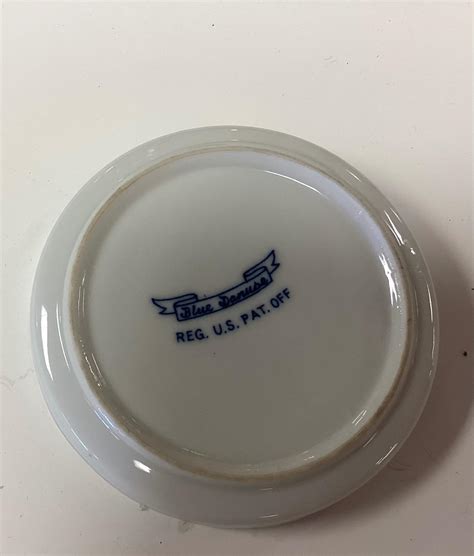 Blue Danube
REG. U.S. PAT. OFF